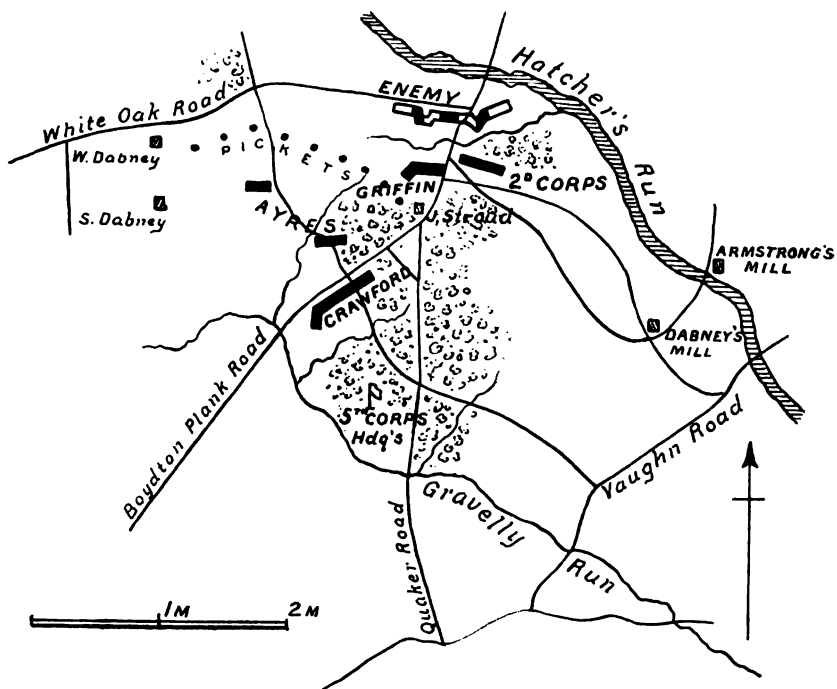 Hatcher's Run
ENEMY
White Oak Road
W. Dabney
PICKETS
S. Dabney
GRIFFIN
2D CORPS
AYRES
J. Stroud
ARMSTRONG'S
MILL
CRAWFORD
DABNEY'S
MILL
Boydton Plank Road
5TH CORPS
Hdq's
Vaughn Road
Gravelly Run
Quaker Road
1M
2M